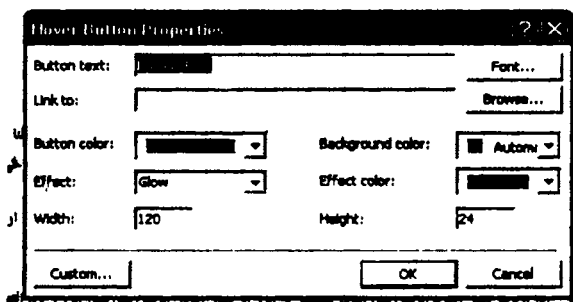 Hover Button Properties
Button text: Font...
Link to: Browse...
Button color: Background color:
Effect: Glow Effect color:
Width: 120 Height: 24
Custom... OK Cancel